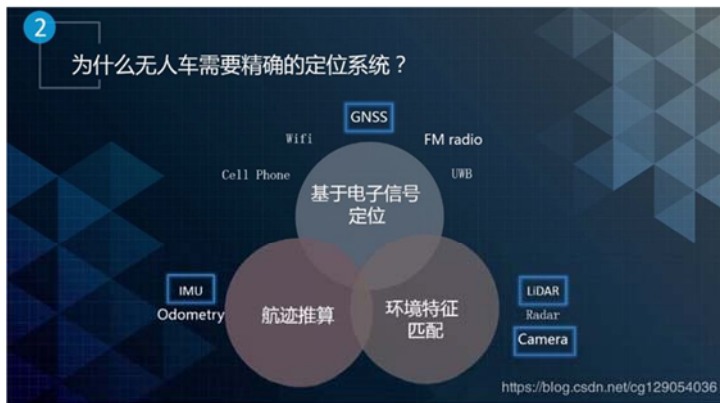 2
为什么无人车需要精确的定位系统？
GNSS
Wifi
FM radio
Cell Phone
UWB
基于电子信号
定位
IMU
Odometry
航迹推算
环境特征
匹配
LiDAR
Radar
Camera
https://blog.csdn.net/cg129054036